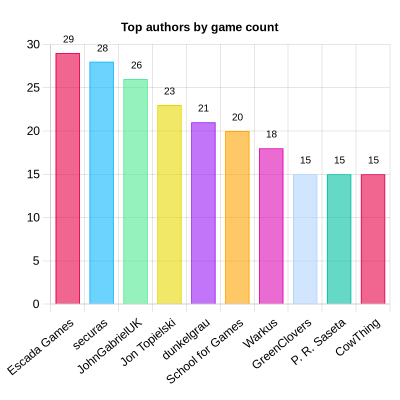 Top authors by game count
30
25
20
15
10
5
0
29
28
26
23
21
20
18
15
15
15
Escada Games
securas
JohnGabrielUK
Jon Topielski
dunkelgrau
School for Games
Warkus
GreenClovers
P. R. Saseta
CowThing